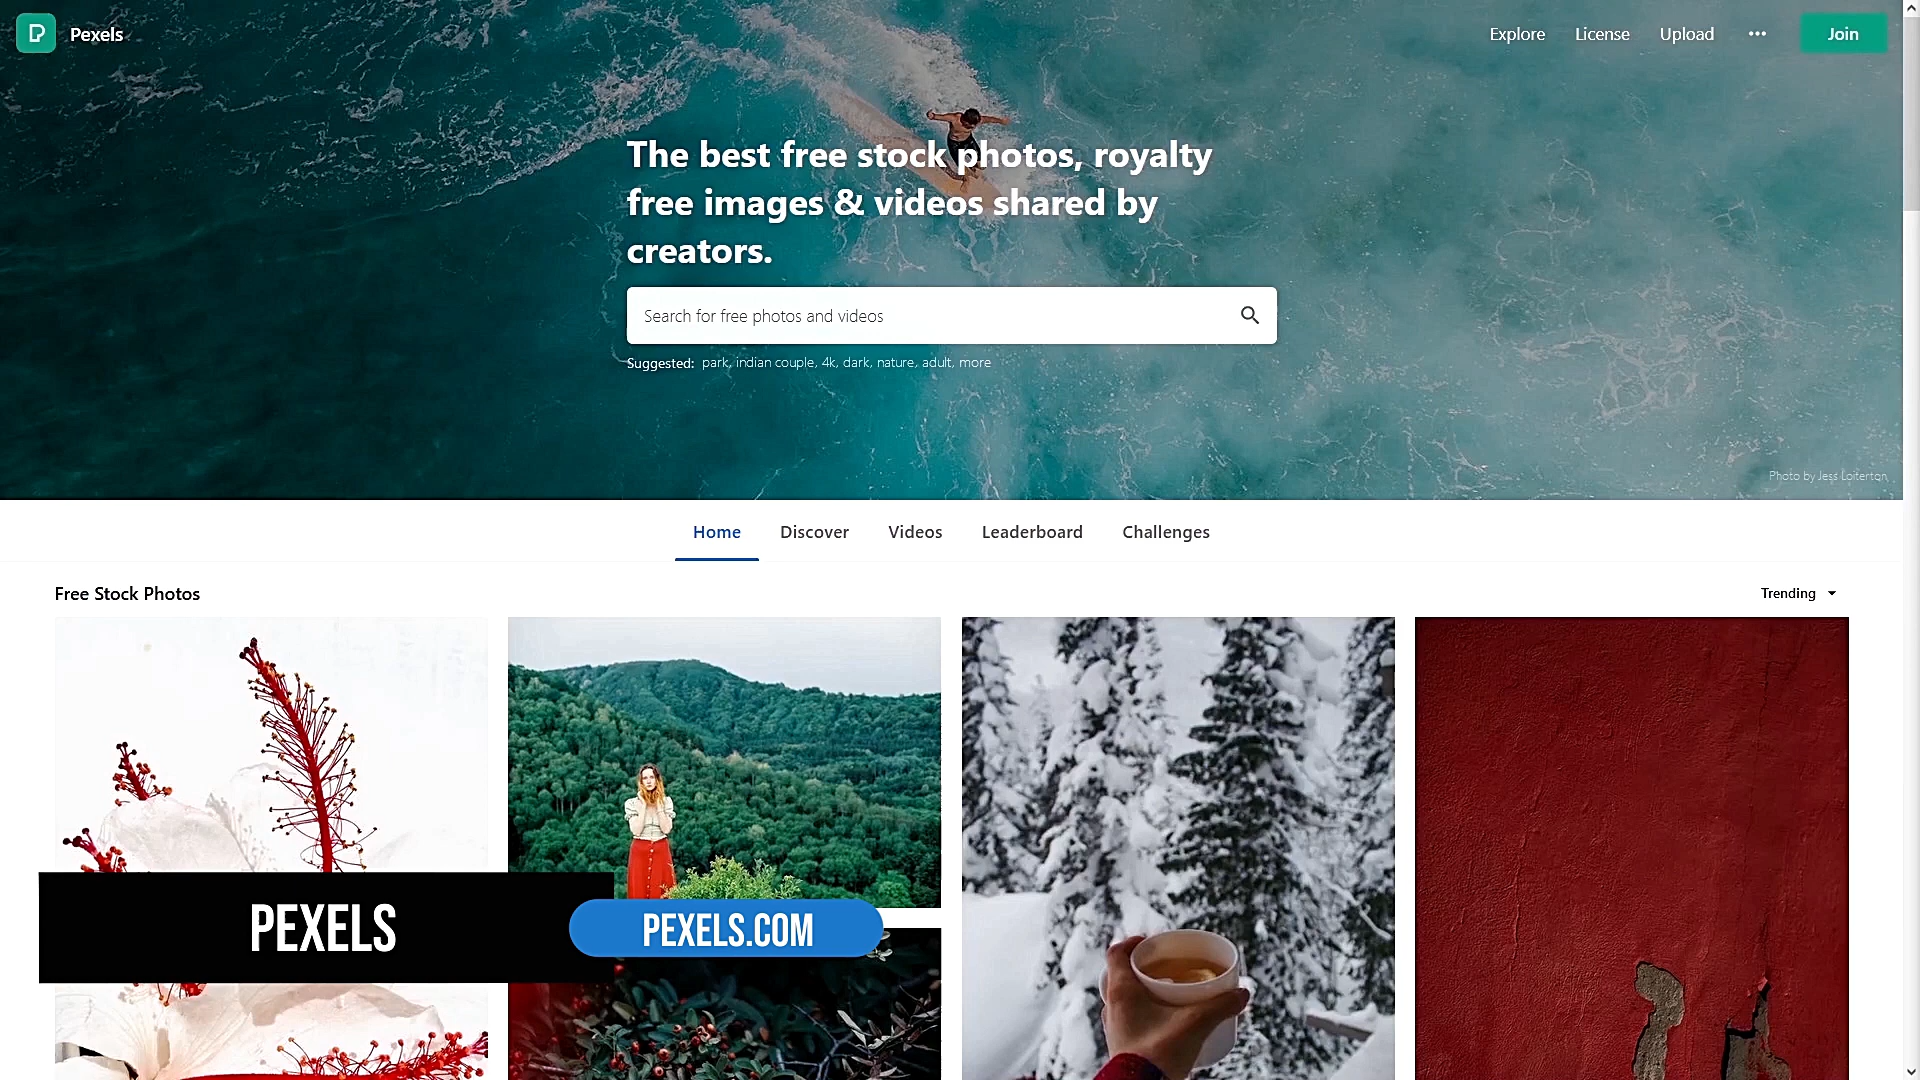 Pexels
Explore License Upload ••• Join
The best free stock photos, royalty
free images & videos shared by
creators.
Search for free photos and videos
Suggested: park, indian couple, 4k, dark, nature, adult, more
Photo by Jess Loiterton
Home Discover Videos Leaderboard Challenges
Free Stock Photos
Trending
PEXELS
PEXELS.COM